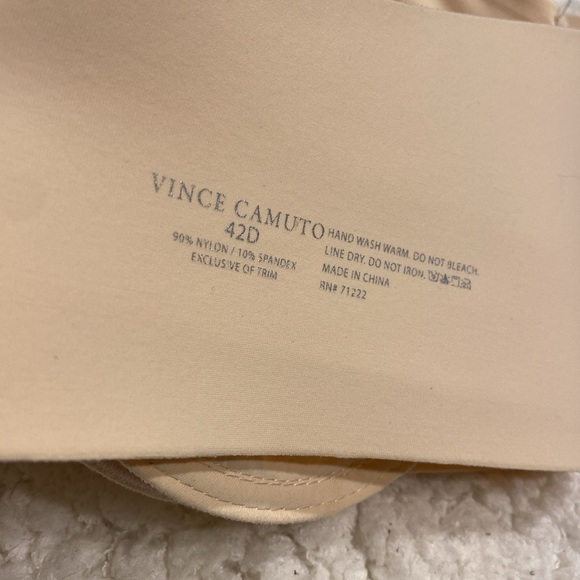 VINCE CAMUTO
42D
90% NYLON / 10% SPANDEX
EXCLUSIVE OF TRIM
HAND WASH WARM. DO NOT BLEACH.
LINE DRY. DO NOT IRON.
MADE IN CHINA
RN# 71222